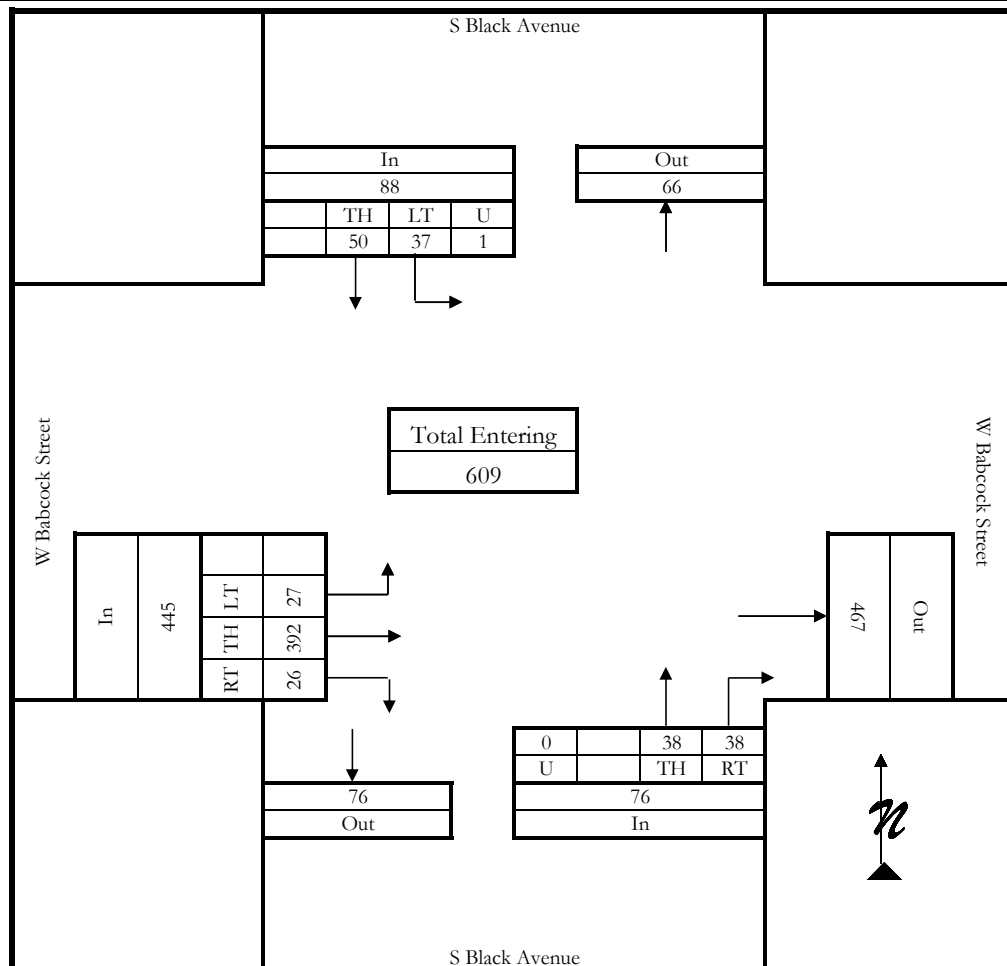 S Black Avenue
In
88
TH LT U
50 37 1
Out
66
Total Entering
609
W Babcock Street
W Babcock Street
In
445
LT 27
TH 392
RT 26
467
Out
0 38 38
U TH RT
76
In
76
Out
N
S Black Avenue